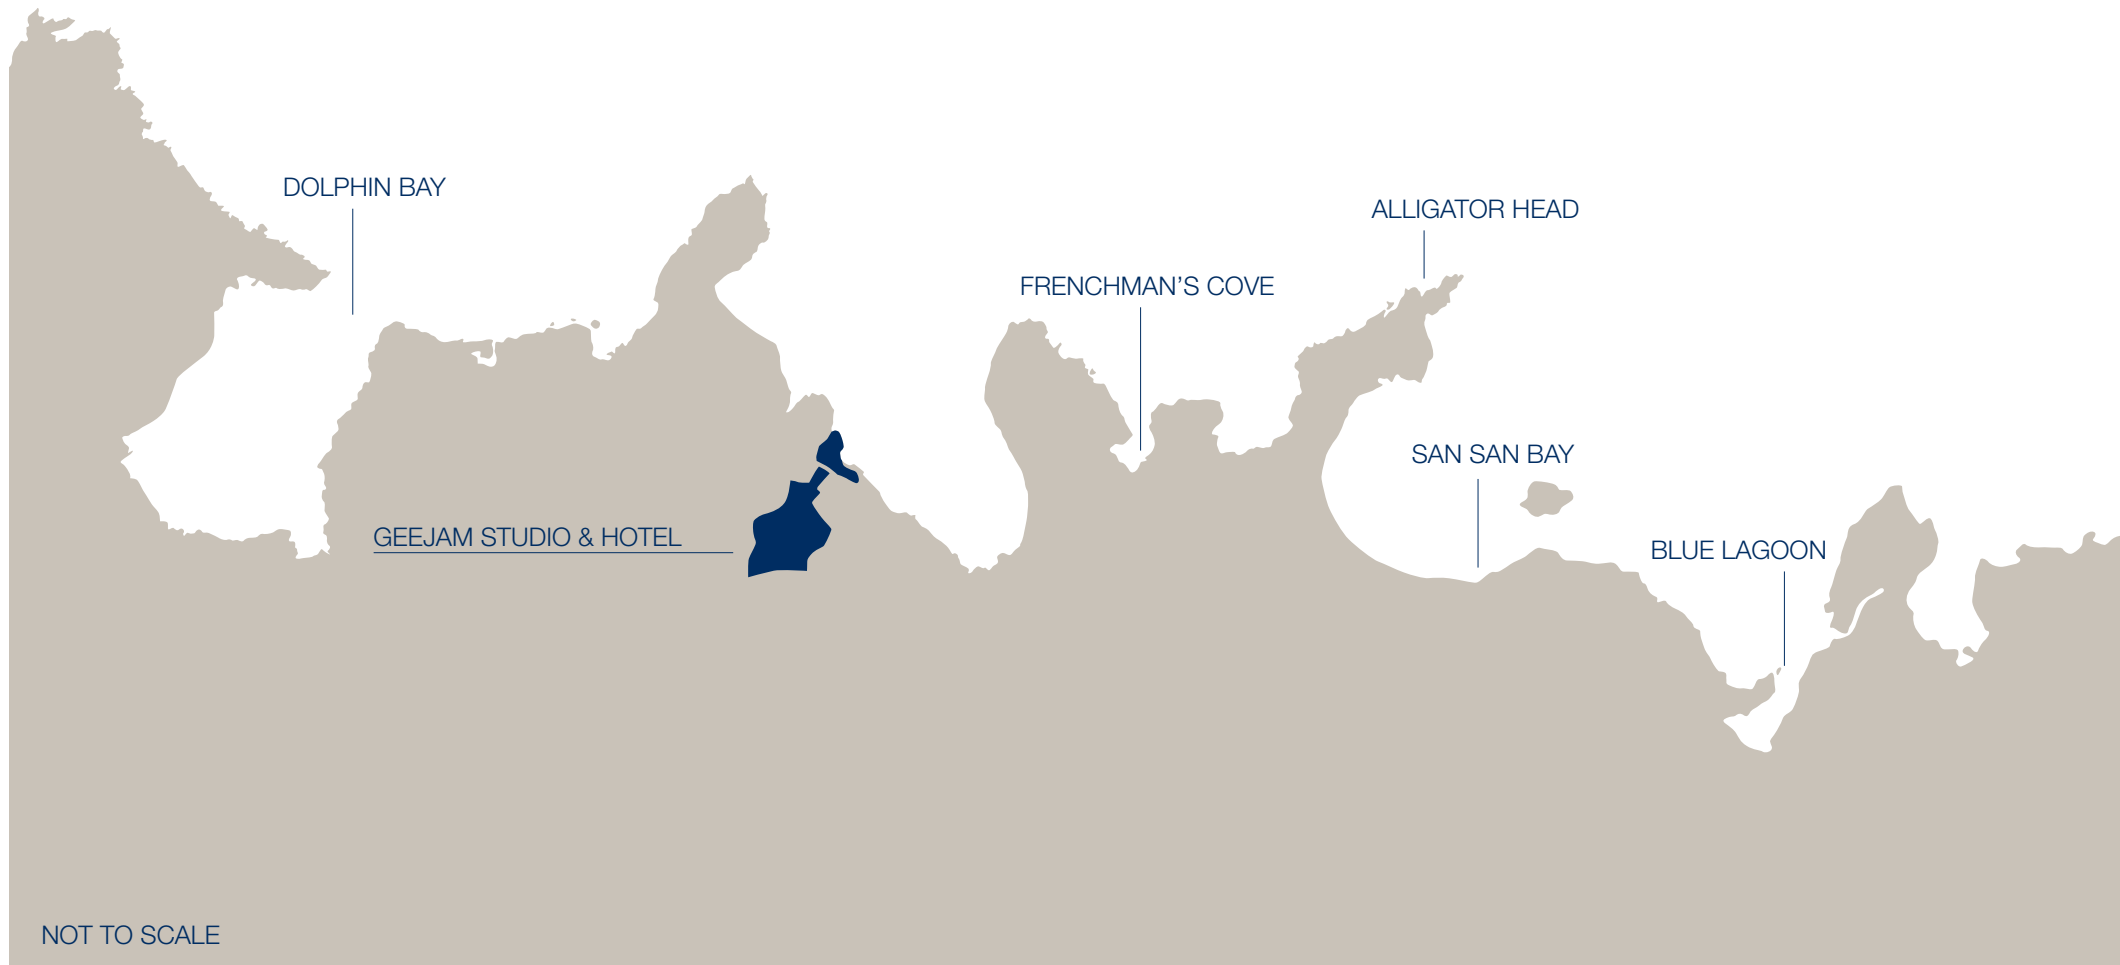 DOLPHIN BAY
ALLIGATOR HEAD
FRENCHMAN’S COVE
SAN SAN BAY
GEEJAM STUDIO & HOTEL
BLUE LAGOON
NOT TO SCALE